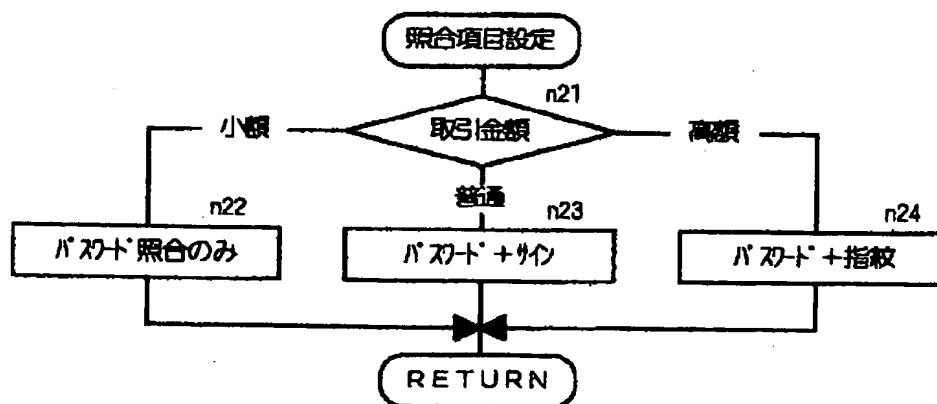 照合項目設定
n21
小額
取引金額
高額
普通
n22
n23
n24
ﾊﾟｽﾜｰﾄﾞ照合のみ
ﾊﾟｽﾜｰﾄﾞ+ｻｲﾝ
ﾊﾟｽﾜｰﾄﾞ+指紋
RETURN